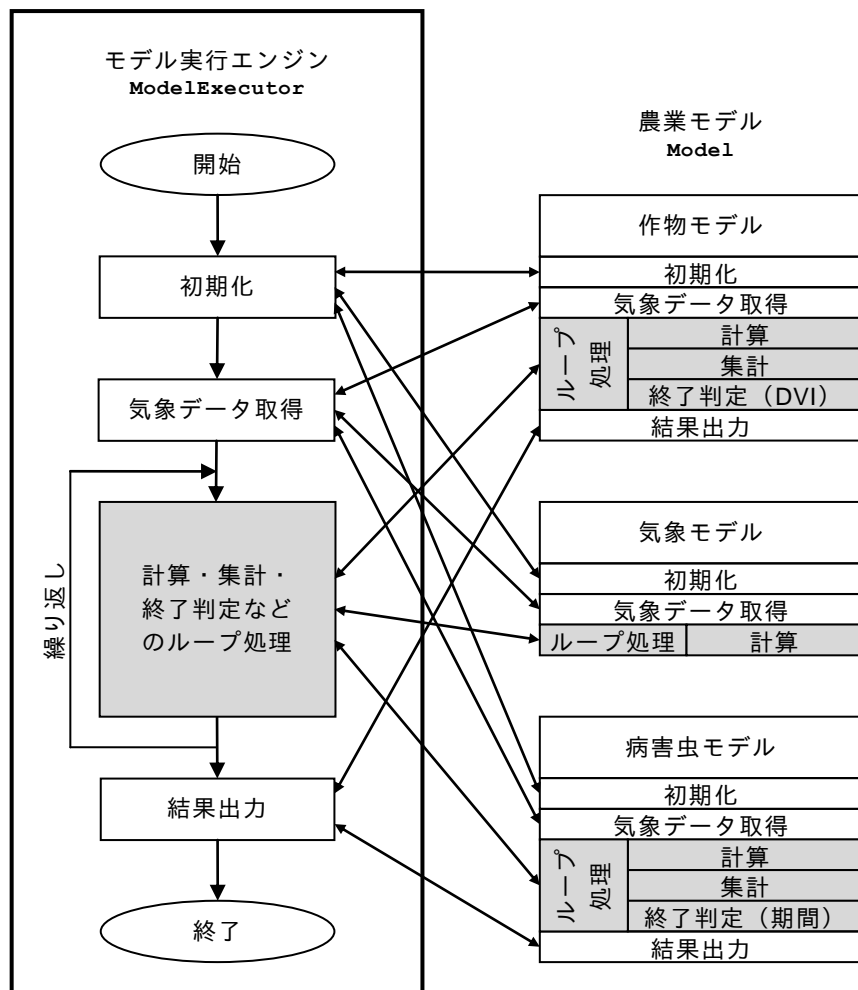 モデル実行エンジン
ModelExecutor
開始
初期化
気象データ取得
繰り返し
計算・集計・
終了判定など
のループ処理
結果出力
終了
農業モデル
Model
作物モデル
初期化
気象データ取得
ループ
処理
計算
集計
終了判定（DVI）
結果出力
気象モデル
初期化
気象データ取得
ループ処理
計算
病害虫モデル
初期化
気象データ取得
ループ
処理
計算
集計
終了判定（期間）
結果出力